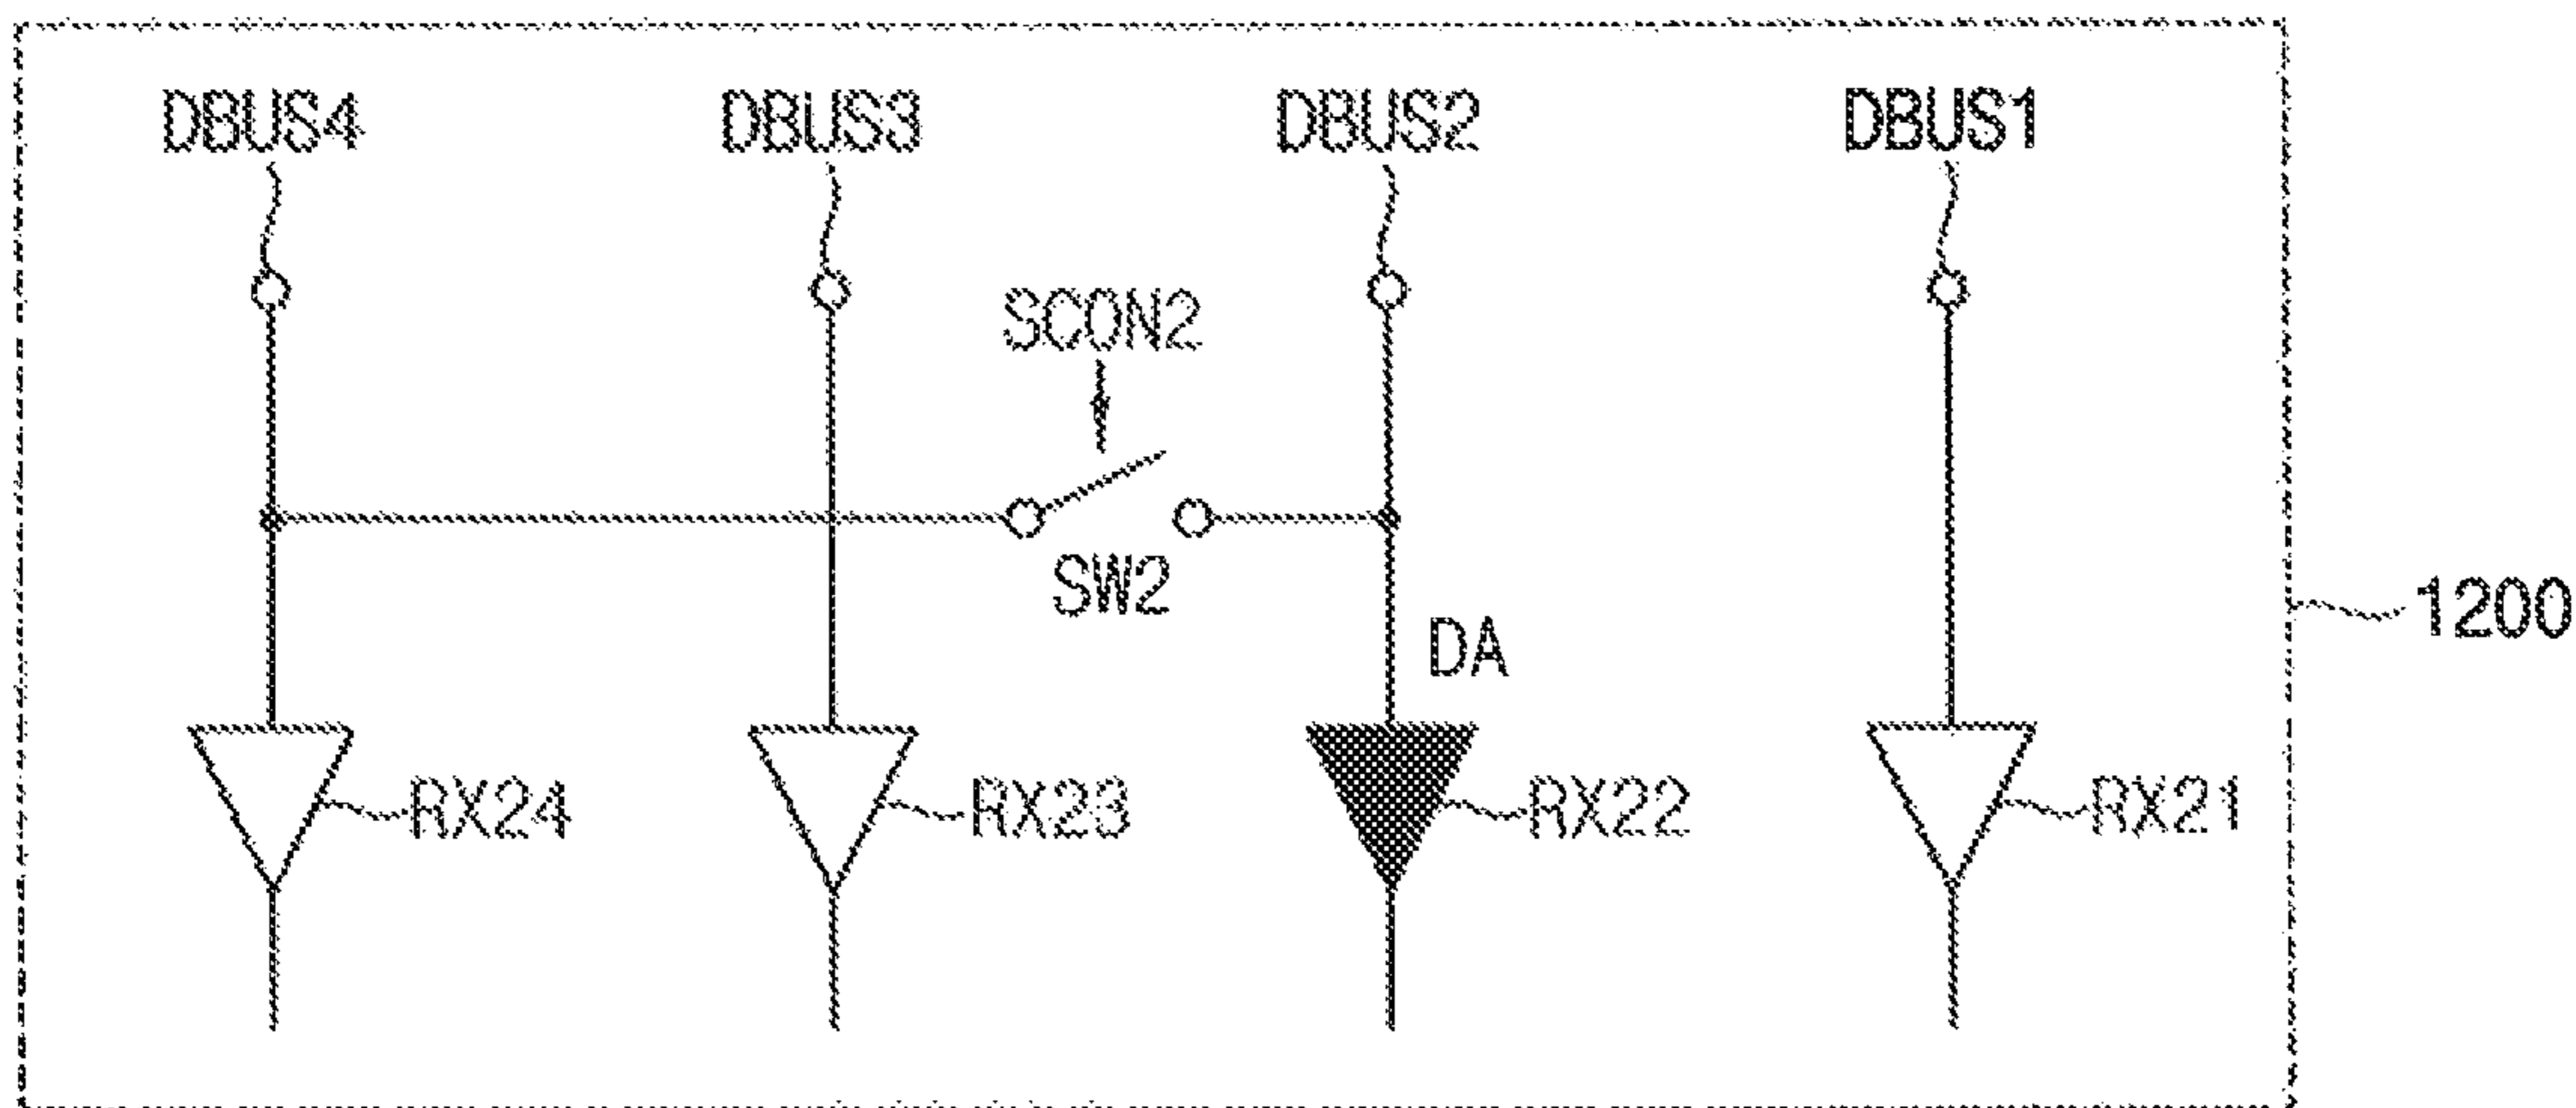 DBUS4 DBUS3 DBUS2 DBUS1
SCON2
SW2
1200
DA
RX24 RX23 RX22 RX21